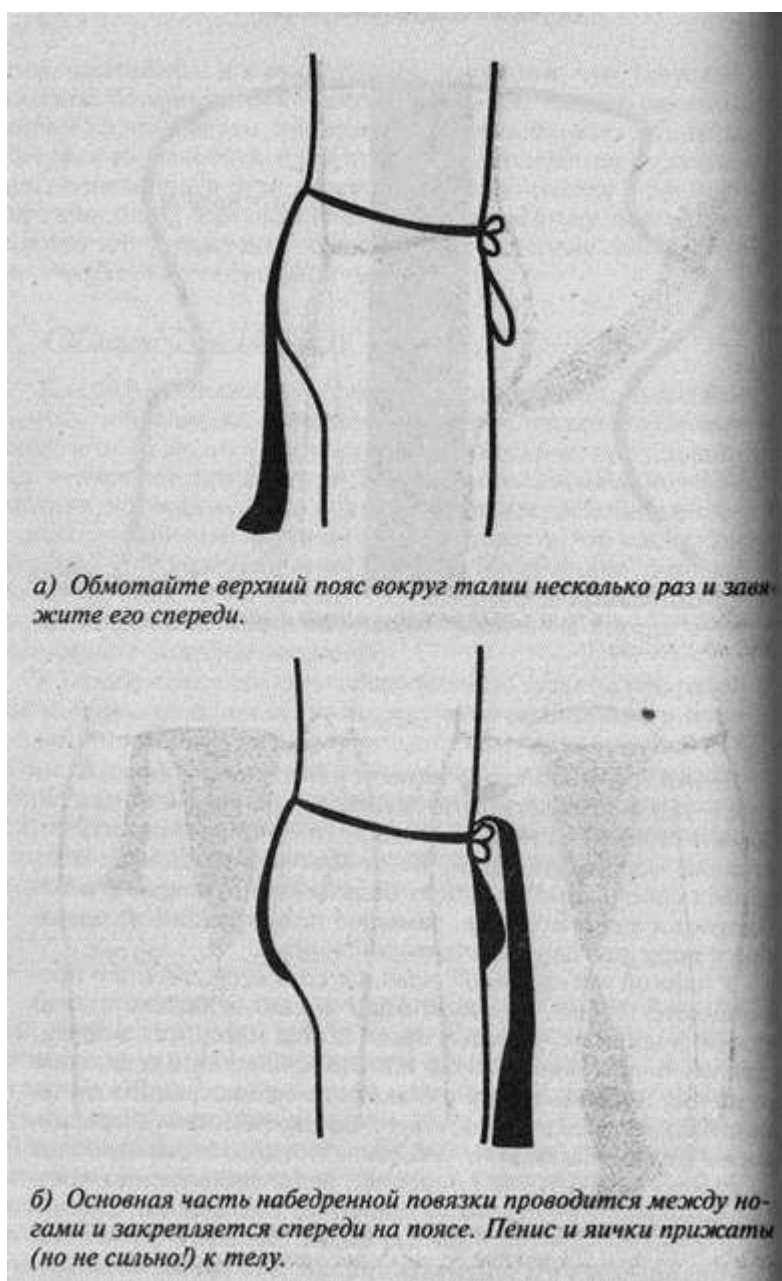 а) Обмотайте верхний пояс вокруг талии несколько раз и завя-
жите его спереди.
б) Основная часть набедренной повязки проводится между но-
гами и закрепляется спереди на поясе. Пенис и яички прижаты
(но не сильно!) к телу.